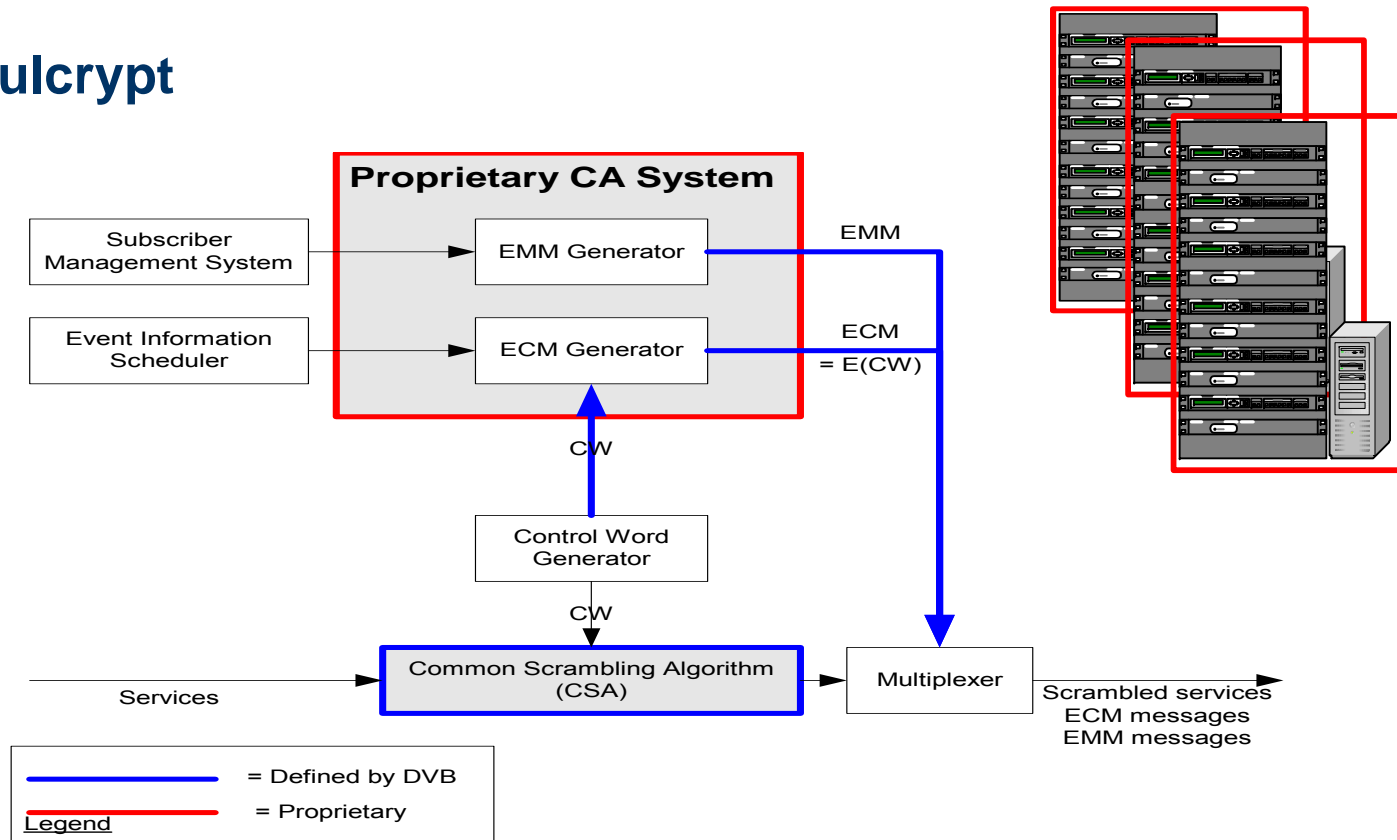 ulcrypt
Proprietary CA System
Subscriber
Management System
EMM Generator
EMM
Event Information
Scheduler
ECM Generator
ECM
= E(CW)
CW
Control Word
Generator
CW
Services
Common Scrambling Algorithm
(CSA)
Multiplexer
Scrambled services
ECM messages
EMM messages
= Defined by DVB
= Proprietary
Legend